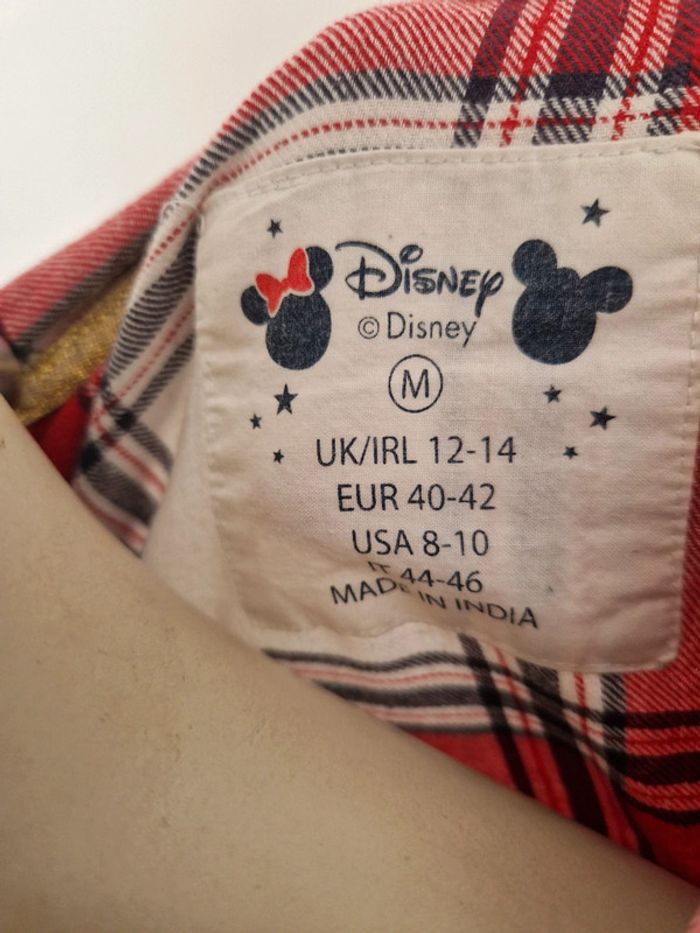 Disney
© Disney
M
UK/IRL 12-14
EUR 40-42
USA 8-10
IT 44-46
MADE IN INDIA